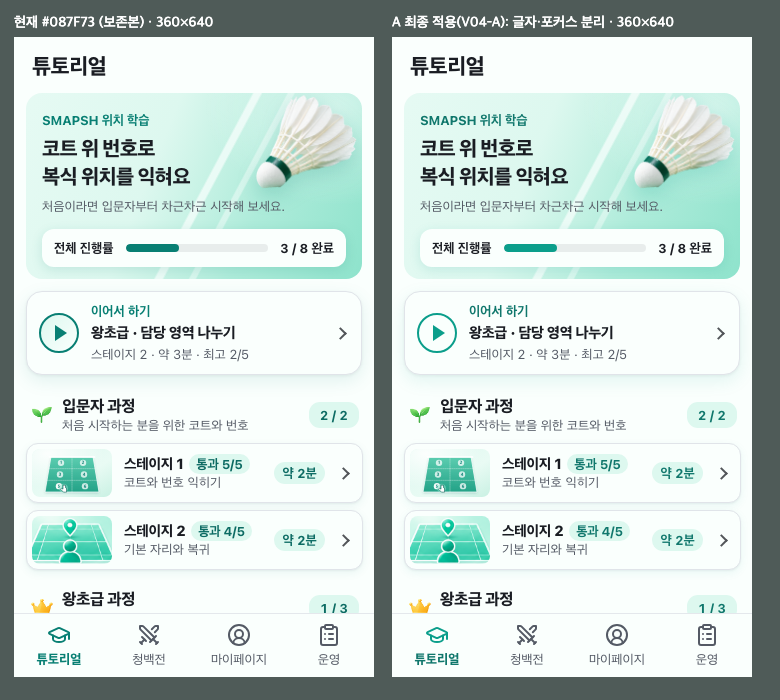 현재 #087F73 (보존본) · 360×640
튜토리얼
SMAPSH 위치 학습
코트 위 번호로
복식 위치를 익혀요
처음이라면 입문자부터 차근차근 시작해 보세요.
전체 진행률 3 / 8 완료
이어서 하기
왕초급 · 담당 영역 나누기
스테이지 2 · 약 3분 · 최고 2/5
입문자 과정
처음 시작하는 분을 위한 코트와 번호
2 / 2
스테이지 1 통과 5/5
코트와 번호 익히기
약 2분
스테이지 2 통과 4/5
기본 자리와 복귀
약 2분
왕초급 과정
1 / 3
튜토리얼 청백전 마이페이지 운영
A 최종 적용(V04-A): 글자·포커스 분리 · 360×640
튜토리얼
SMAPSH 위치 학습
코트 위 번호로
복식 위치를 익혀요
처음이라면 입문자부터 차근차근 시작해 보세요.
전체 진행률 3 / 8 완료
이어서 하기
왕초급 · 담당 영역 나누기
스테이지 2 · 약 3분 · 최고 2/5
입문자 과정
처음 시작하는 분을 위한 코트와 번호
2 / 2
스테이지 1 통과 5/5
코트와 번호 익히기
약 2분
스테이지 2 통과 4/5
기본 자리와 복귀
약 2분
왕초급 과정
1 / 3
튜토리얼 청백전 마이페이지 운영